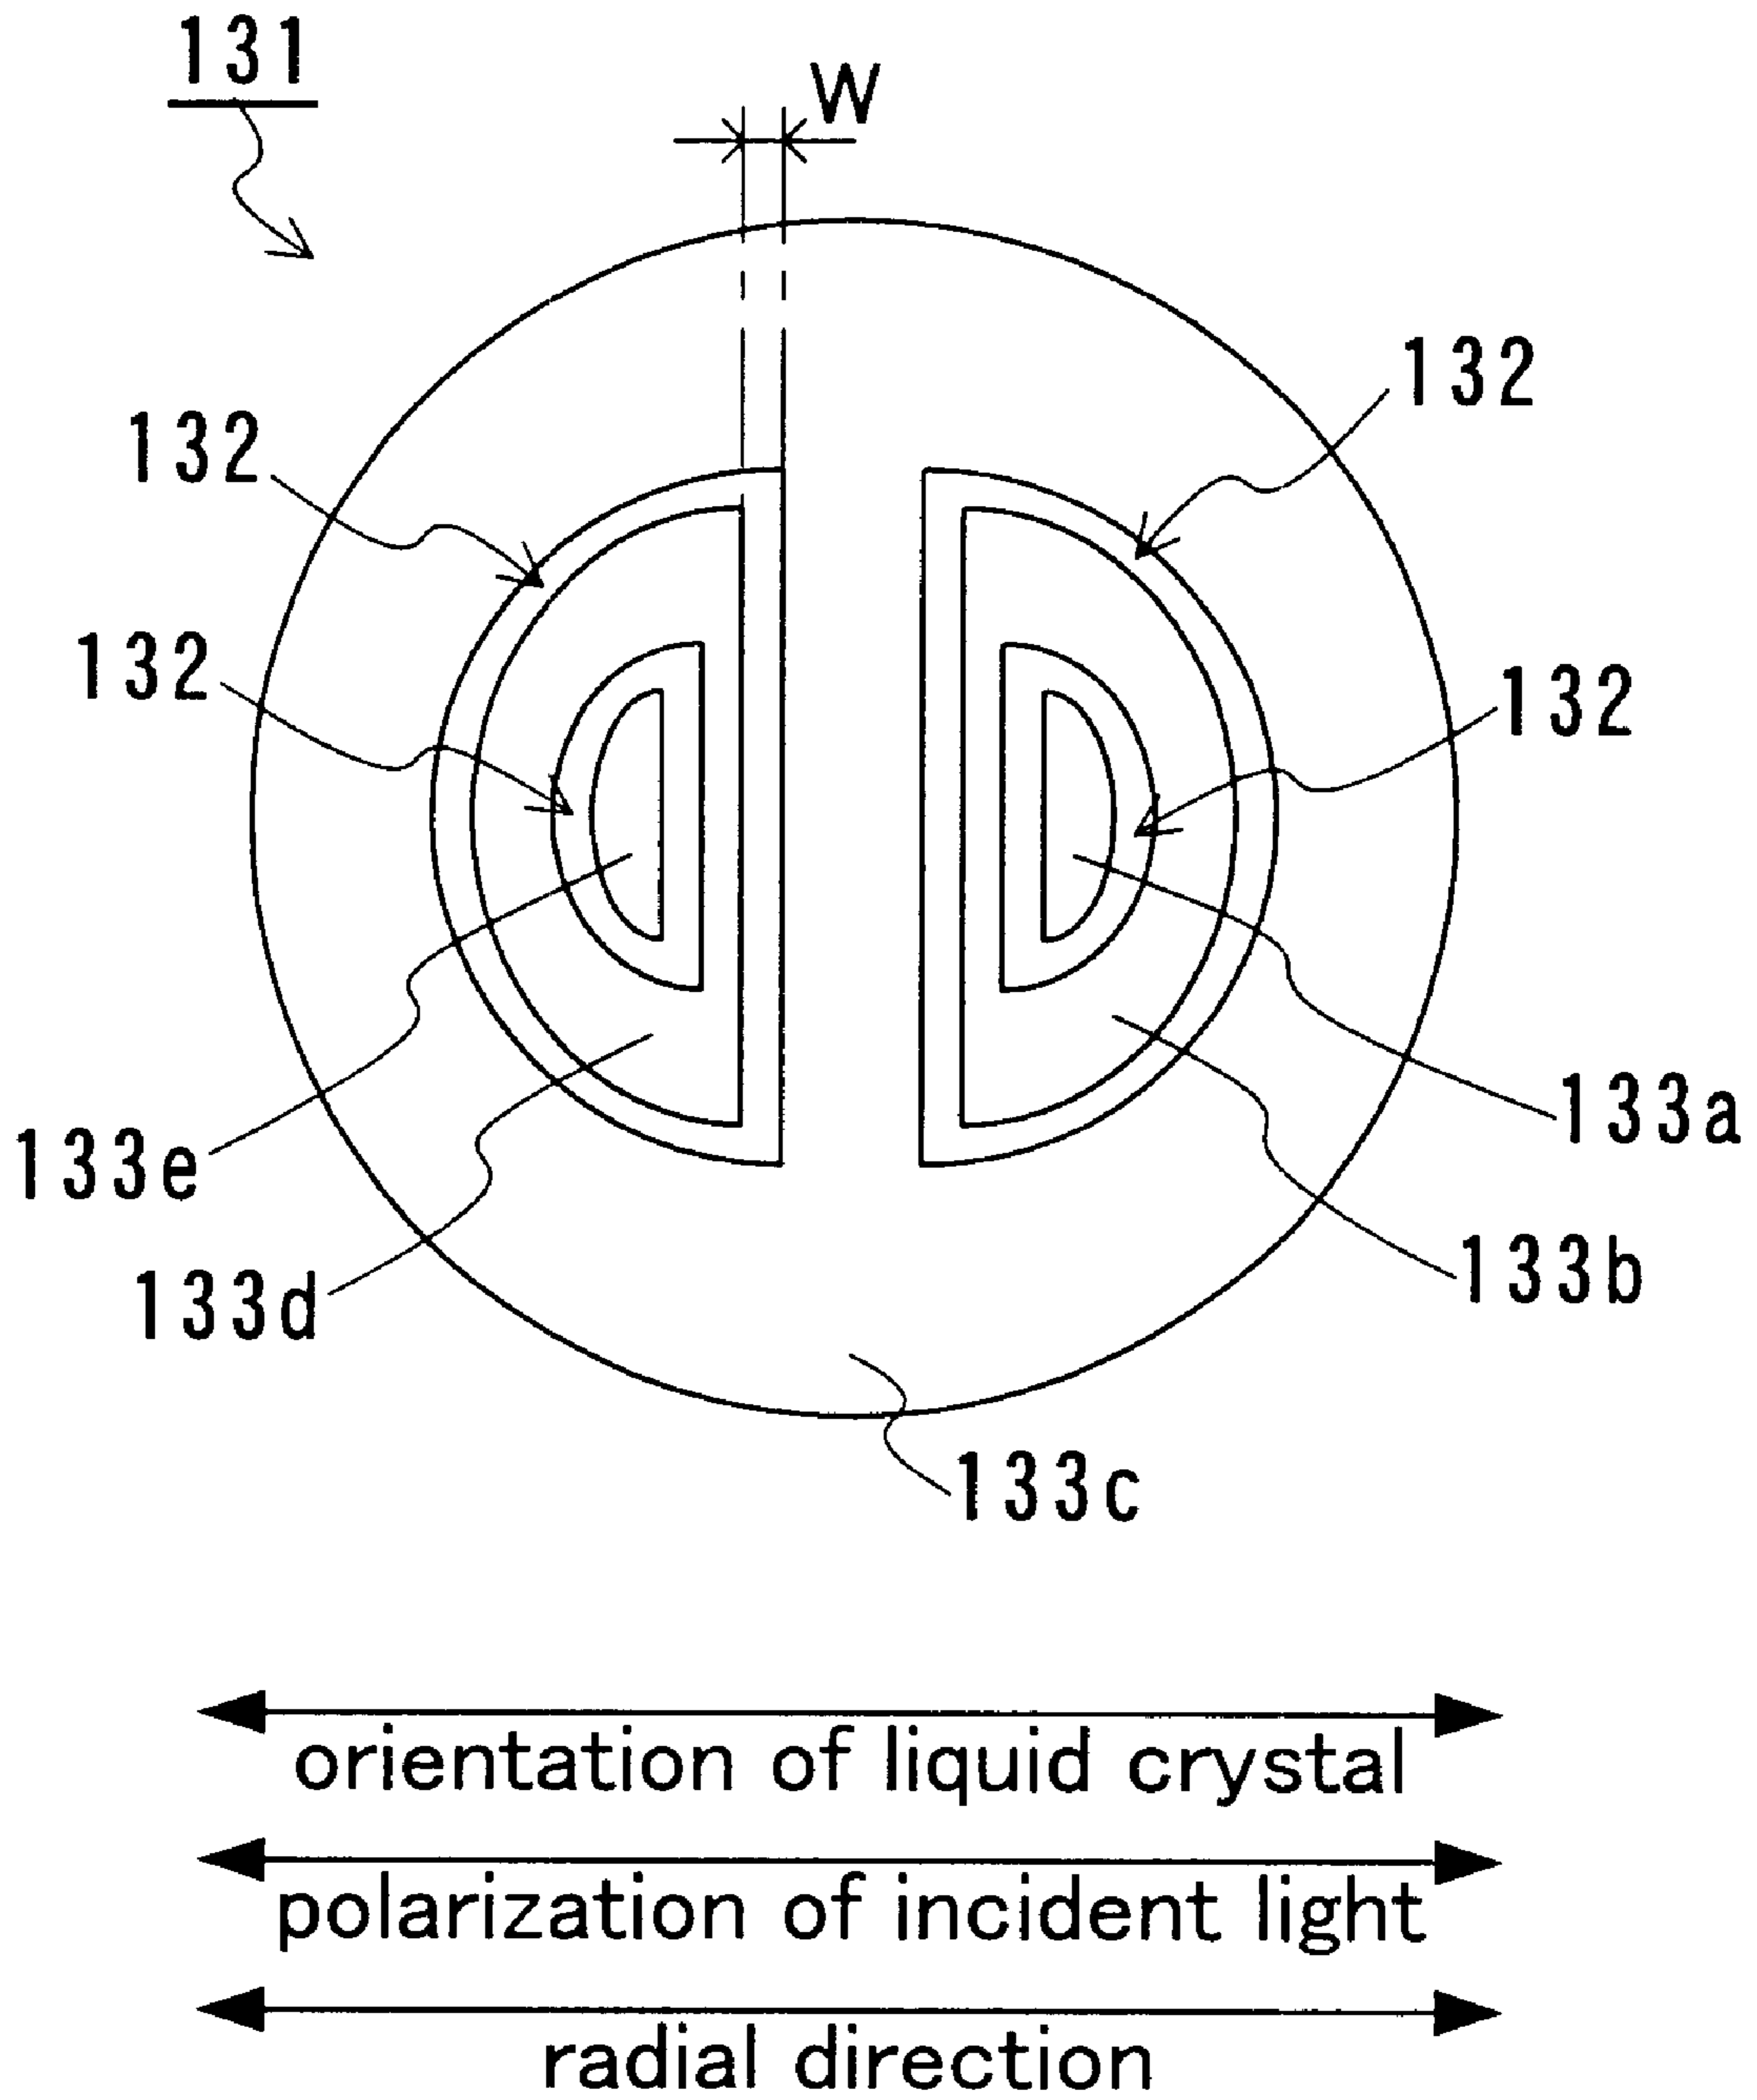 131
W
132
132
132
132
133a
133e
133b
133d
133c
orientation of liquid crystal
polarization of incident light
radial direction